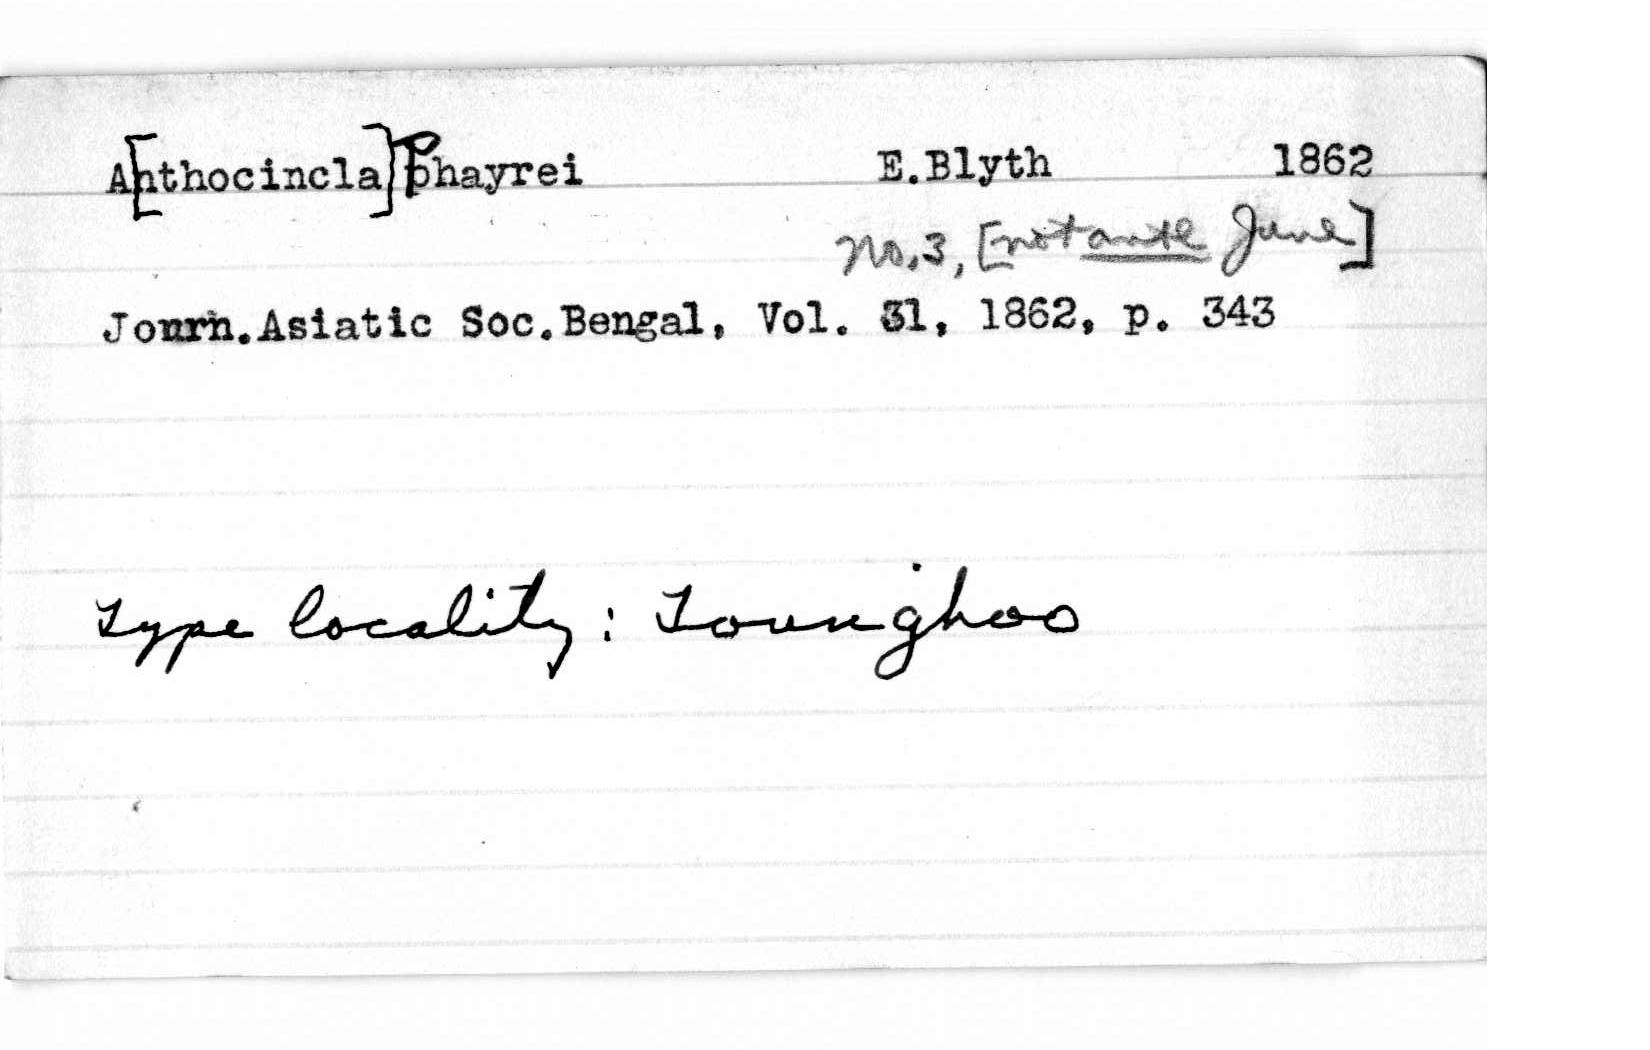 A[nthocincla] Phayrei E.Blyth 1862
No.3, [not ante June]
Journ.Asiatic Soc.Bengal, Vol. 31, 1862, p. 343
Type locality: Tounghoo